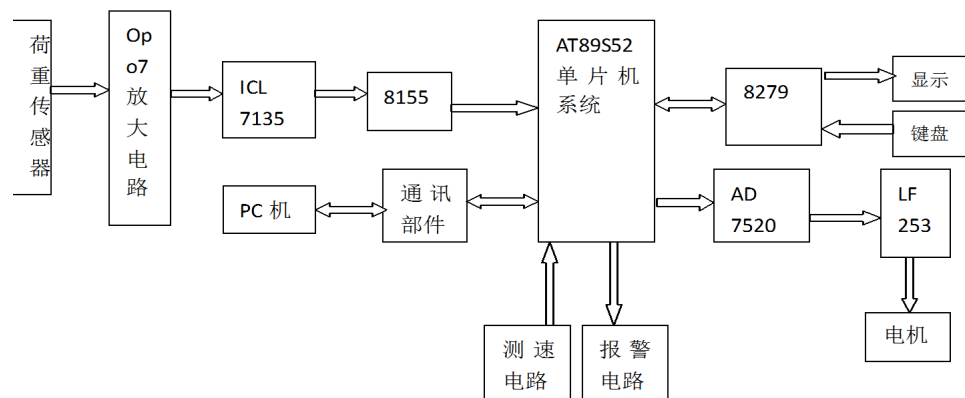 荷重传感器
Op
o7
放
大
电
路
ICL
7135
8155
AT89S52
单片机
系统
8279
显示
键盘
PC机
通讯
部件
AD
7520
LF
253
电机
测速
电路
报警
电路